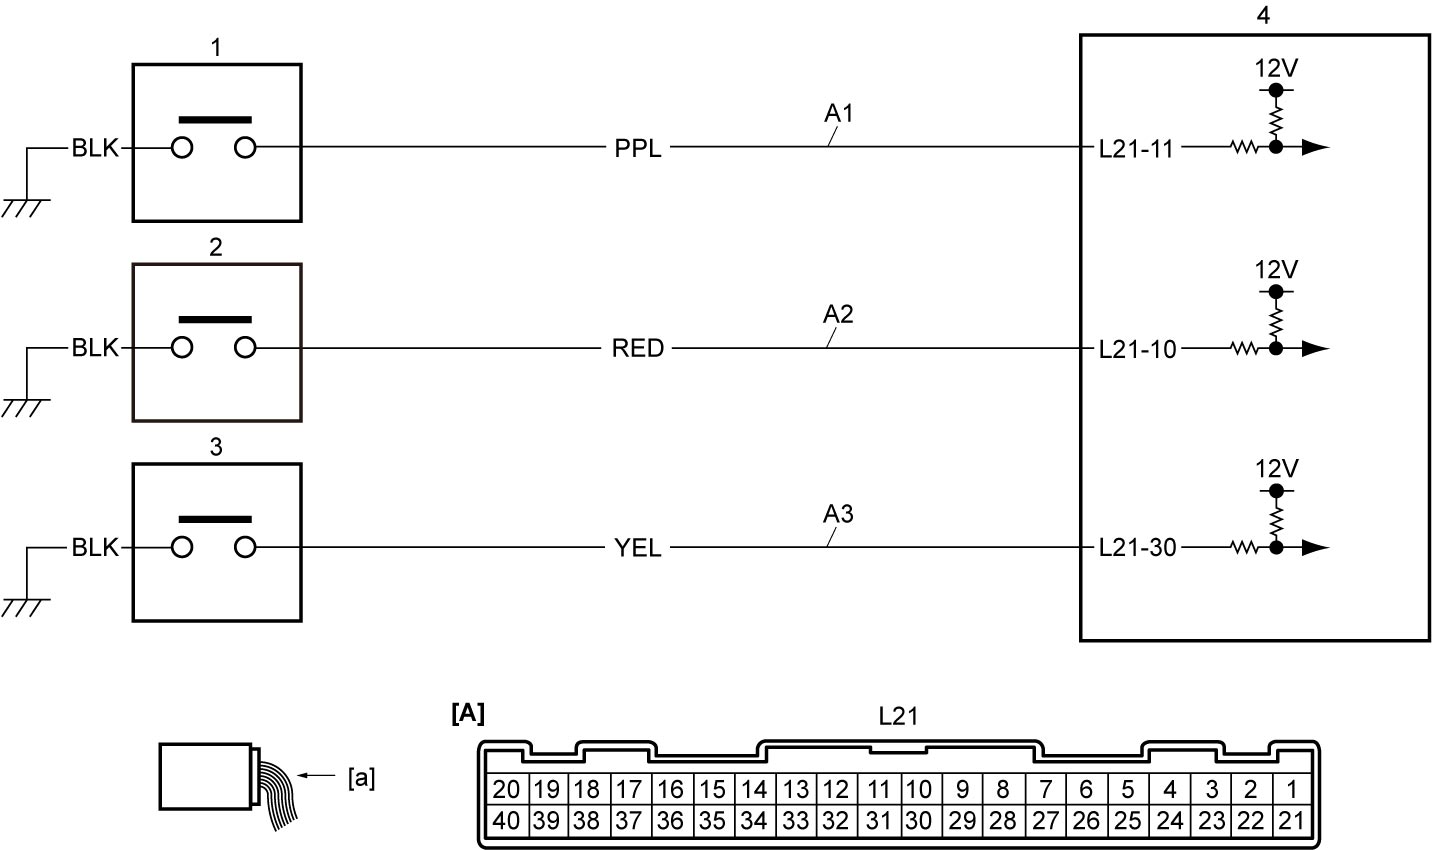 4
1
12V
A1
BLK
PPL
L21-11
2
12V
A2
BLK
RED
L21-10
3
12V
A3
BLK
YEL
L21-30
[A]
L21
[a]
20 19 18 17 16 15 14 13 12 11 10 9 8 7 6 5 4 3 2 1
40 39 38 37 36 35 34 33 32 31 30 29 28 27 26 25 24 23 22 21